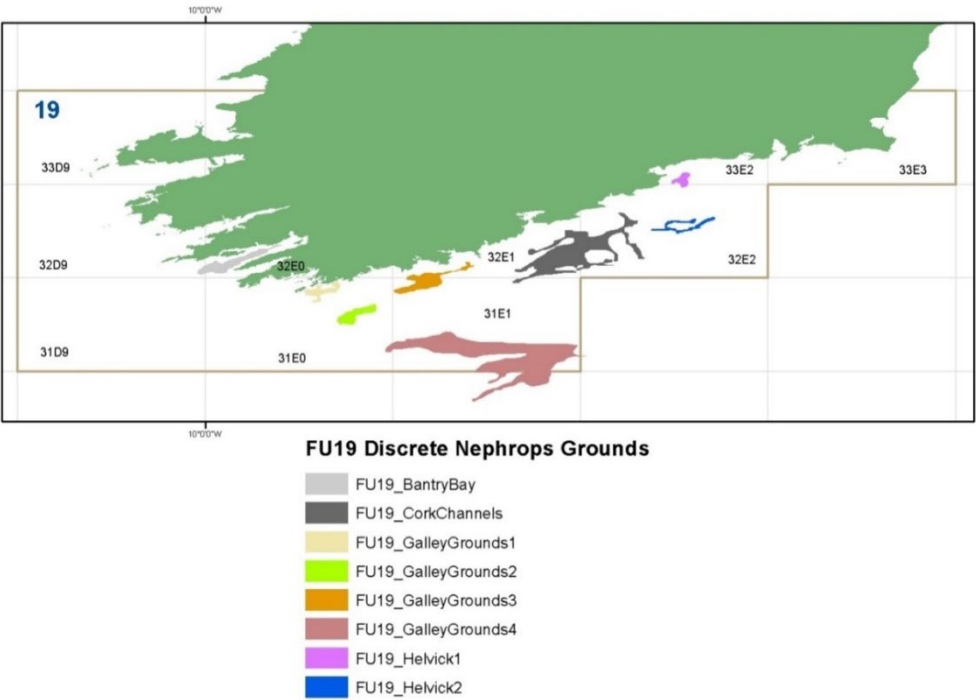 10°0'0"W
19
33D9
33E2
33E3
32D9
32E0
32E1
32E2
31E1
31D9
31E0
10°0'0"W
FU19 Discrete Nephrops Grounds
FU19_BantryBay
FU19_CorkChannels
FU19_GalleyGrounds1
FU19_GalleyGrounds2
FU19_GalleyGrounds3
FU19_GalleyGrounds4
FU19_Helvick1
FU19_Helvick2